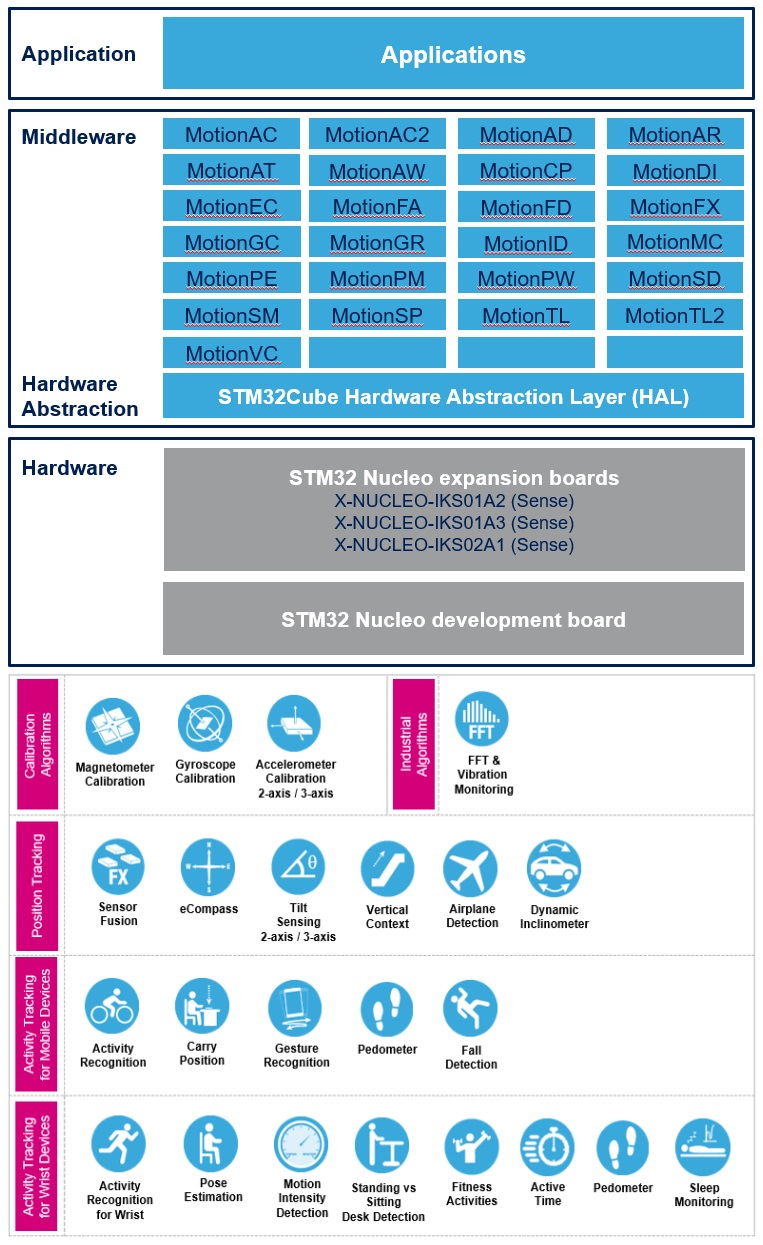 Application
Applications
Middleware
MotionAC MotionAC2 MotionAD MotionAR
MotionAT MotionAW MotionCP MotionDI
MotionEC MotionFA MotionFD MotionFX
MotionGC MotionGR MotionID MotionMC
MotionPE MotionPM MotionPW MotionSD
MotionSM MotionSP MotionTL MotionTL2
MotionVC
Hardware
Abstraction
STM32Cube Hardware Abstraction Layer (HAL)
Hardware
STM32 Nucleo expansion boards
X-NUCLEO-IKS01A2 (Sense)
X-NUCLEO-IKS01A3 (Sense)
X-NUCLEO-IKS02A1 (Sense)
STM32 Nucleo development board
Calibration
Algorithms
Magnetometer
Calibration
Gyroscope
Calibration
Accelerometer
Calibration
2-axis / 3-axis
Industrial
Algorithms
FFT
FFT &
Vibration
Monitoring
Position Tracking
FX
Sensor
Fusion
N
W E
S
eCompass
θ
Tilt
Sensing
2-axis / 3-axis
Vertical
Context
Airplane
Detection
Dynamic
Inclinometer
Activity Tracking
for Mobile Devices
Activity
Recognition
Carry
Position
Gesture
Recognition
Pedometer
Fall
Detection
Activity Tracking
for Wrist Devices
Activity
Recognition
for Wrist
Pose
Estimation
Motion
Intensity
Detection
Standing vs
Sitting
Desk Detection
Fitness
Activities
Active
Time
Pedometer
Sleep
Monitoring